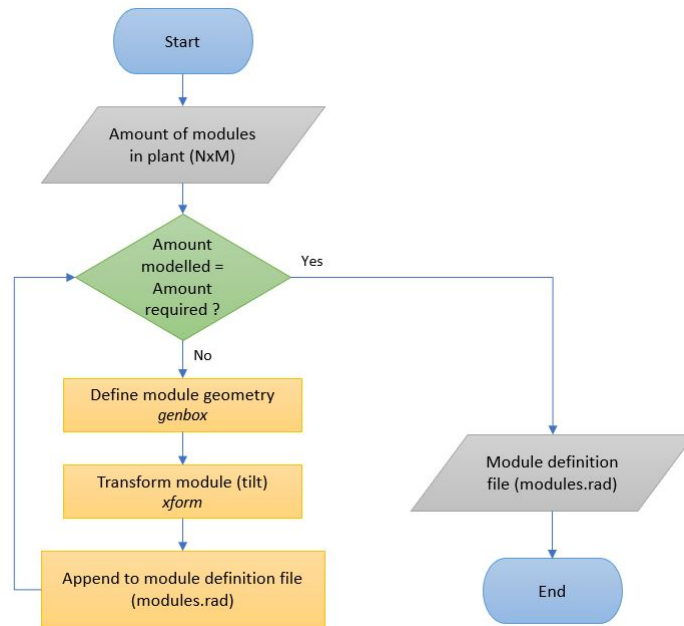 Start
Amount of modules
in plant (NxM)
Amount
modelled =
Amount
required ?
Yes
No
Define module geometry
genbox
Transform module (tilt)
xform
Append to module definition file
(modules.rad)
Module definition
file (modules.rad)
End